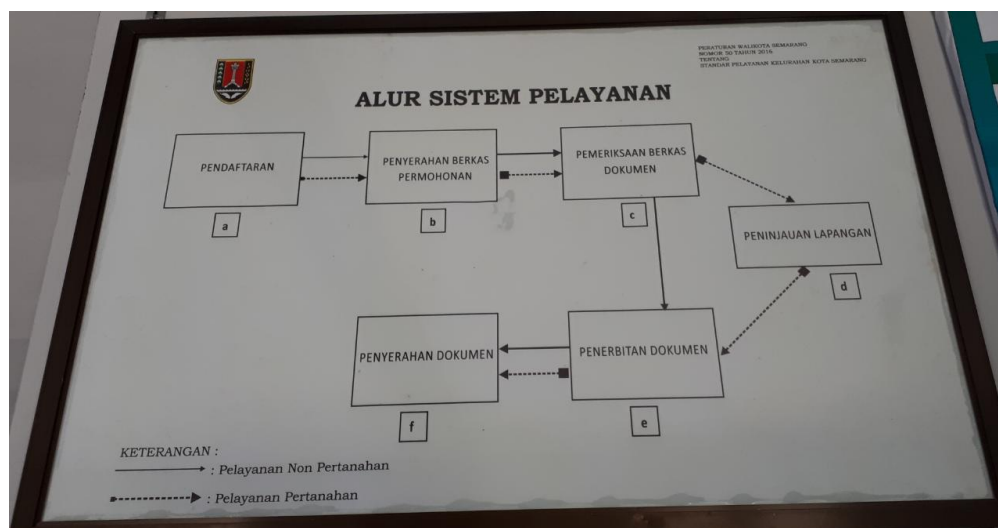 PERATURAN WALIKOTA SEMARANG
NOMOR 50 TAHUN 2016
TENTANG
STANDAR PELAYANAN KELURAHAN KOTA SEMARANG
ALUR SISTEM PELAYANAN
PENDAFTARAN
a
PENYERAHAN BERKAS
PERMOHONAN
b
PEMERIKSAAN BERKAS
DOKUMEN
c
PENINJAUAN LAPANGAN
d
PENERBITAN DOKUMEN
e
PENYERAHAN DOKUMEN
f
KETERANGAN :
: Pelayanan Non Pertanahan
: Pelayanan Pertanahan